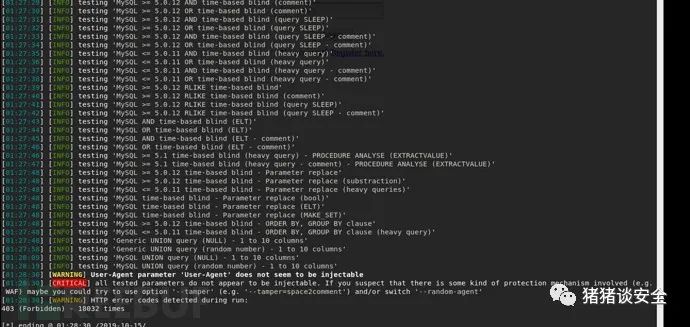 [01:27:29] [INFO] testing 'MySQL >= 5.0.12 AND time-based blind (comment)'
[01:27:30] [INFO] testing 'MySQL >= 5.0.12 OR time-based blind (comment)'
[01:27:30] [INFO] testing 'MySQL >= 5.0.12 AND time-based blind (query SLEEP)'
[01:27:32] [INFO] testing 'MySQL >= 5.0.12 OR time-based blind (query SLEEP)'
[01:27:33] [INFO] testing 'MySQL >= 5.0.12 AND time-based blind (query SLEEP - comment)'
[01:27:34] [INFO] testing 'MySQL >= 5.0.12 OR time-based blind (query SLEEP - comment)'
[01:27:35] [INFO] testing 'MySQL <= 5.0.11 AND time-based blind (heavy query)'
[01:27:36] [INFO] testing 'MySQL <= 5.0.11 OR time-based blind (heavy query)'
[01:27:37] [INFO] testing 'MySQL <= 5.0.11 AND time-based blind (heavy query - comment)'
[01:27:38] [INFO] testing 'MySQL <= 5.0.11 OR time-based blind (heavy query - comment)'
[01:27:39] [INFO] testing 'MySQL >= 5.0.12 RLIKE time-based blind'
[01:27:40] [INFO] testing 'MySQL >= 5.0.12 RLIKE time-based blind (comment)'
[01:27:41] [INFO] testing 'MySQL >= 5.0.12 RLIKE time-based blind (query SLEEP)'
[01:27:42] [INFO] testing 'MySQL >= 5.0.12 RLIKE time-based blind (query SLEEP - comment)'
[01:27:43] [INFO] testing 'MySQL AND time-based blind (ELT)'
[01:27:44] [INFO] testing 'MySQL OR time-based blind (ELT)'
[01:27:45] [INFO] testing 'MySQL AND time-based blind (ELT - comment)'
[01:27:46] [INFO] testing 'MySQL OR time-based blind (ELT - comment)'
[01:27:46] [INFO] testing 'MySQL >= 5.1 time-based blind (heavy query) - PROCEDURE ANALYSE (EXTRACTVALUE)'
[01:27:47] [INFO] testing 'MySQL >= 5.1 time-based blind (heavy query - comment) - PROCEDURE ANALYSE (EXTRACTVALUE)'
[01:27:48] [INFO] testing 'MySQL >= 5.0.12 time-based blind - Parameter replace'
[01:27:48] [INFO] testing 'MySQL >= 5.0.12 time-based blind - Parameter replace (substraction)'
[01:27:48] [INFO] testing 'MySQL <= 5.0.11 time-based blind - Parameter replace (heavy queries)'
[01:27:48] [INFO] testing 'MySQL time-based blind - Parameter replace (bool)'
[01:27:48] [INFO] testing 'MySQL time-based blind - Parameter replace (ELT)'
[01:27:48] [INFO] testing 'MySQL time-based blind - Parameter replace (MAKE_SET)'
[01:27:48] [INFO] testing 'MySQL >= 5.0.12 time-based blind - ORDER BY, GROUP BY clause'
[01:27:48] [INFO] testing 'MySQL <= 5.0.11 time-based blind - ORDER BY, GROUP BY clause (heavy query)'
[01:27:48] [INFO] testing 'Generic UNION query (NULL) - 1 to 10 columns'
[01:27:58] [INFO] testing 'Generic UNION query (random number) - 1 to 10 columns'
[01:28:09] [INFO] testing 'MySQL UNION query (NULL) - 1 to 10 columns'
[01:28:19] [INFO] testing 'MySQL UNION query (random number) - 1 to 10 columns'
[01:28:30] [WARNING] User-Agent parameter 'User-Agent' does not seem to be injectable
[01:28:30] [CRITICAL] all tested parameters do not appear to be injectable. If you suspect that there is some kind of protection mechanism involved (e.g.
WAF) maybe you could try to use option '--tamper' (e.g. '--tamper=space2comment') and/or switch '--random-agent'
[01:28:30] [WARNING] HTTP error codes detected during run:
403 (Forbidden) - 18032 times
[*] ending @ 01:28:30 /2019-10-15/
猪猪谈安全